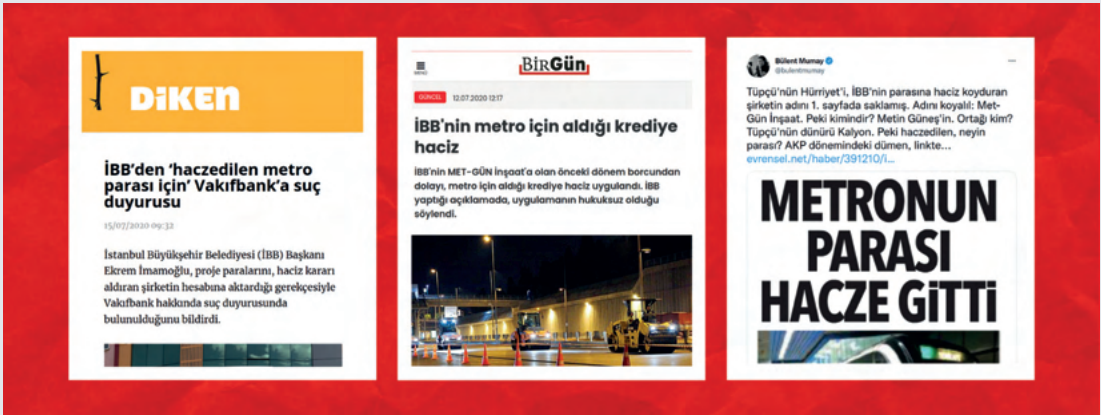 DİKEN
İBB'den 'haczedilen metro
parası için' Vakıfbank'a suç
duyurusu
15/07/2020 09:32
İstanbul Büyükşehir Belediyesi (İBB) Başkanı
Ekrem İmamoğlu, proje paralarını, haciz kararı
aldıran şirketin hesabına aktardığı gerekçesiyle
Vakıfbank hakkında suç duyurusunda
bulunulduğunu bildirdi.
MENÜ
BİRGün
GÜNCEL 12.07.2020 12:17
İBB'nin metro için aldığı krediye
haciz
İBB'nin MET-GÜN İnşaat'a olan önceki dönem borcundan
dolayı, metro için aldığı krediye haciz uygulandı. İBB
yaptığı açıklamada, uygulamanın hukuksuz olduğu
söylendi.
Bülent Mumay
@bulentmumay
Tüpçü'nün Hürriyet'i, İBB'nin parasına haciz koyduran
şirketin adını 1. sayfada saklamış. Adını koyalıl: Met-
Gün İnşaat. Peki kimindir? Metin Güneş'in. Ortağı kim?
Tüpçü'nün dünürü Kalyon. Peki haczedilen, neyin
parası? AKP dönemindeki dümen, linkte...
evrensel.net/haber/391210/i...
METRONUN
PARASI
HACZE GİTTİ